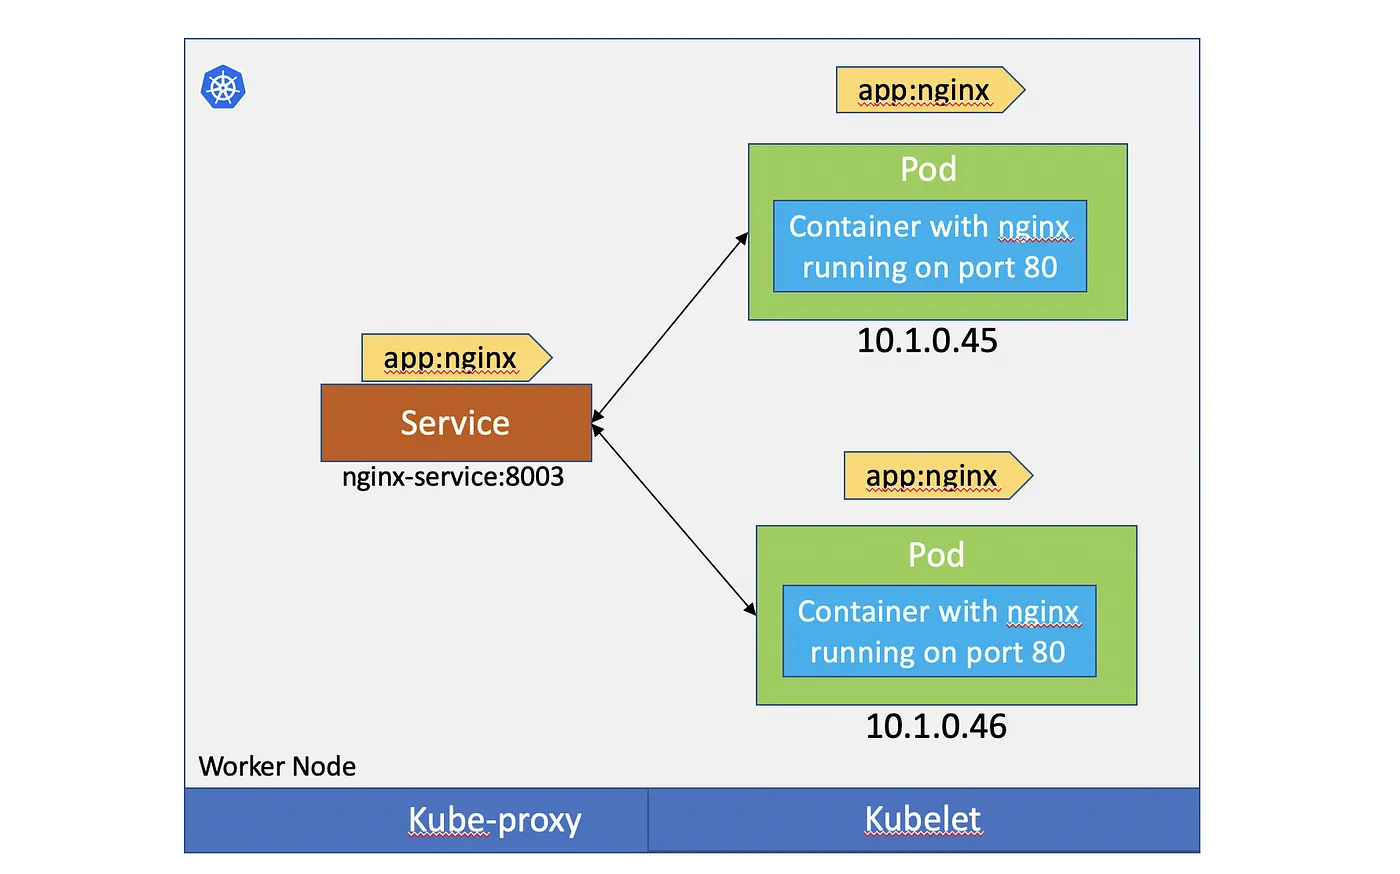 app:nginx
Pod
Container with nginx
running on port 80
10.1.0.45
app:nginx
Service
nginx-service:8003
app:nginx
Pod
Container with nginx
running on port 80
10.1.0.46
Worker Node
Kube-proxy
Kubelet